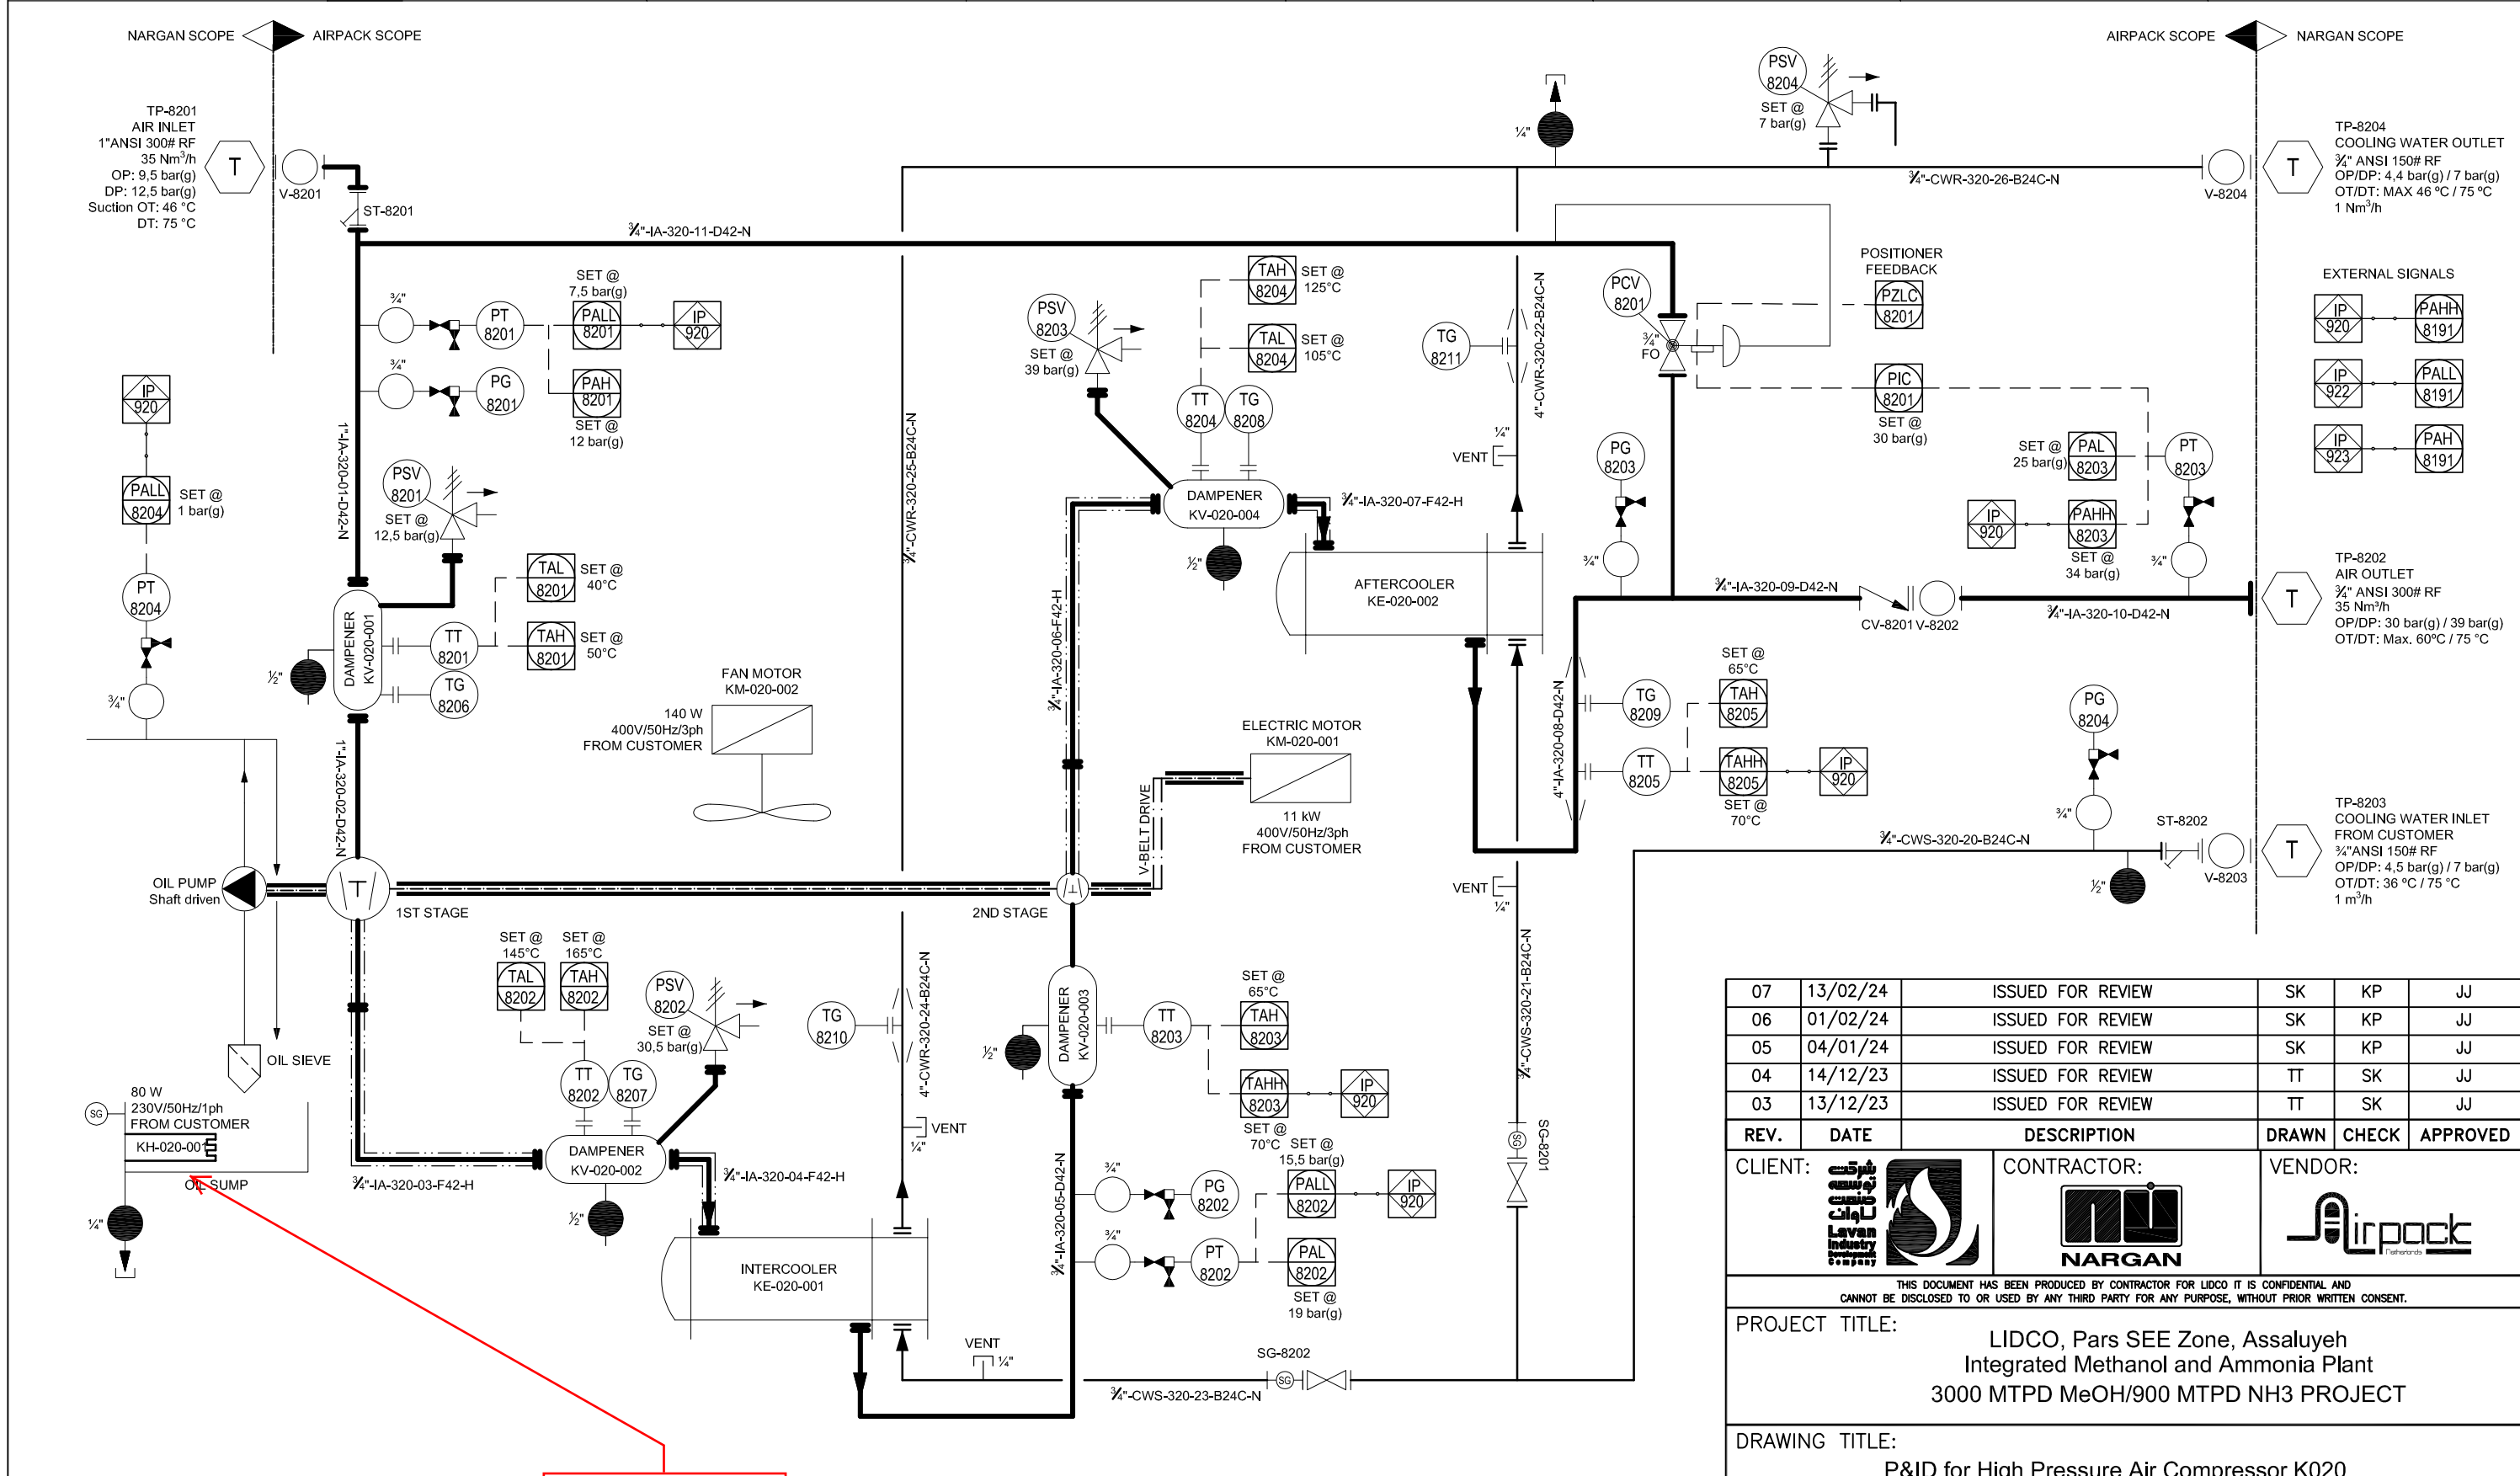 NARGAN SCOPE
AIRPACK SCOPE
AIRPACK SCOPE
NARGAN SCOPE
TP-8201
AIR INLET
1"ANSI 300# RF
35 Nm³/h
OP: 9,5 bar(g)
DP: 12,5 bar(g)
Suction OT: 46 °C
DT: 75 °C
T
V-8201
ST-8201
¾"-IA-320-11-D42-N
¼"
PSV
8204
SET @
7 bar(g)
¾"-CWR-320-26-B24C-N
V-8204
T
TP-8204
COOLING WATER OUTLET
¾" ANSI 150# RF
OP/DP: 4,4 bar(g) / 7 bar(g)
OT/DT: MAX 46 ºC / 75 ºC
1 Nm³/h
EXTERNAL SIGNALS
IP
920
PAHH
8191
IP
922
PALL
8191
IP
923
PAH
8191
¾"
PT
8201
SET @
7,5 bar(g)
PALL
8201
IP
920
¾"
PG
8201
PAH
8201
SET @
12 bar(g)
IP
920
PALL
8204
SET @
1 bar(g)
PT
8204
¾"
1"-IA-320-01-D42-N
PSV
8201
SET @
12,5 bar(g)
DAMPENER
KV-020-001
½"
TAL
8201
SET @
40°C
TT
8201
TAH
8201
SET @
50°C
TG
8206
1"-IA-320-02-D42-N
FAN MOTOR
KM-020-002
140 W
400V/50Hz/3ph
FROM CUSTOMER
¾"-CWR-320-25-B24C-N
PSV
8203
SET @
39 bar(g)
TAH
8204
SET @
125°C
TAL
8204
SET @
105°C
TT
8204
TG
8208
DAMPENER
KV-020-004
½"
¾"-IA-320-06-F42-H
¾"-IA-320-07-F42-H
TG
8211
4"-CWR-320-22-B24C-N
¼"
VENT
AFTERCOOLER
KE-020-002
PCV
8201
¾"
FO
POSITIONER
FEEDBACK
PZLC
8201
PIC
8201
SET @
30 bar(g)
PG
8203
¾"
SET @
25 bar(g)
PAL
8203
PT
8203
IP
920
PAHH
8203
SET @
34 bar(g)
¾"
¾"-IA-320-09-D42-N
CV-8201
V-8202
¾"-IA-320-10-D42-N
T
TP-8202
AIR OUTLET
¾" ANSI 300# RF
35 Nm³/h
OP/DP: 30 bar(g) / 39 bar(g)
OT/DT: Max. 60ºC / 75 °C
4"-IA-320-08-D42-N
TG
8209
SET @
65°C
TAH
8205
TT
8205
TAHH
8205
IP
920
SET @
70°C
PG
8204
¾"
¾"-CWS-320-20-B24C-N
½"
ST-8202
V-8203
T
TP-8203
COOLING WATER INLET
FROM CUSTOMER
¾"ANSI 150# RF
OP/DP: 4,5 bar(g) / 7 bar(g)
OT/DT: 36 ºC / 75 °C
1 m³/h
ELECTRIC MOTOR
KM-020-001
11 kW
400V/50Hz/3ph
FROM CUSTOMER
V-BELT DRIVE
OIL PUMP
Shaft driven
1ST STAGE
2ND STAGE
VENT
¼"
¾"-CWS-320-21-B24C-N
SG
SG-8201
OIL SIEVE
SG
80 W
230V/50Hz/1ph
FROM CUSTOMER
KH-020-001
OIL SUMP
¼"
SET @
145°C
SET @
165°C
TAL
8202
TAH
8202
TT
8202
TG
8207
PSV
8202
SET @
30,5 bar(g)
DAMPENER
KV-020-002
½"
¾"-IA-320-03-F42-H
¾"-IA-320-04-F42-H
TG
8210
4"-CWR-320-24-B24C-N
VENT
¼"
INTERCOOLER
KE-020-001
DAMPENER
KV-020-003
½"
TT
8203
SET @
65°C
TAH
8203
TAHH
8203
IP
920
SET @
70°C
¾"-IA-320-05-D42-N
¾"
PG
8202
SET @
15,5 bar(g)
PALL
8202
IP
920
¾"
PT
8202
PAL
8202
SET @
19 bar(g)
VENT
¼"
¾"-CWS-320-23-B24C-N
SG-8202
SG
07 13/02/24 ISSUED FOR REVIEW SK KP JJ
06 01/02/24 ISSUED FOR REVIEW SK KP JJ
05 04/01/24 ISSUED FOR REVIEW SK KP JJ
04 14/12/23 ISSUED FOR REVIEW TT SK JJ
03 13/12/23 ISSUED FOR REVIEW TT SK JJ
REV. DATE DESCRIPTION DRAWN CHECK APPROVED
CLIENT:
شرکت
توسعه
صنعت
لاوان
Lavan
Industry
Development
Company
CONTRACTOR:
NARGAN
VENDOR:
Airpack
Netherlands
THIS DOCUMENT HAS BEEN PRODUCED BY CONTRACTOR FOR LIDCO IT IS CONFIDENTIAL AND
CANNOT BE DISCLOSED TO OR USED BY ANY THIRD PARTY FOR ANY PURPOSE, WITHOUT PRIOR WRITTEN CONSENT.
PROJECT TITLE:
LIDCO, Pars SEE Zone, Assaluyeh
Integrated Methanol and Ammonia Plant
3000 MTPD MeOH/900 MTPD NH3 PROJECT
DRAWING TITLE:
P&ID for High Pressure Air Compressor K020